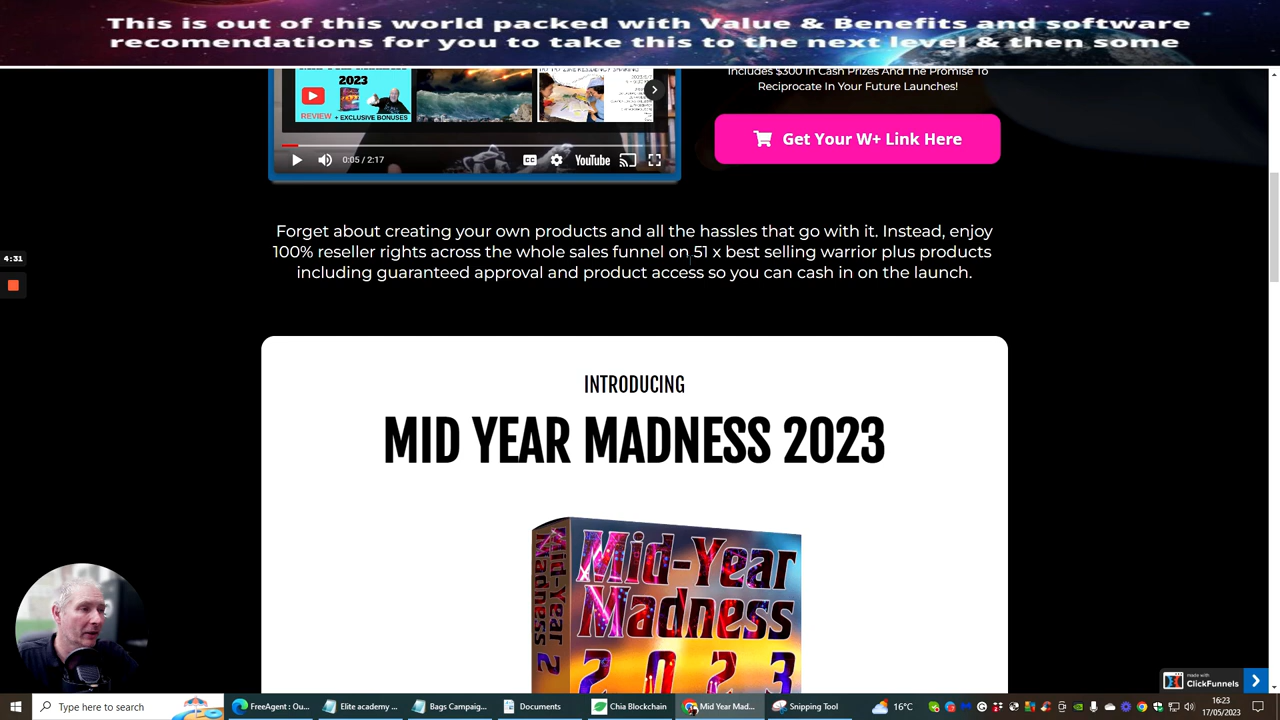 This is out of this world packed with Value & Benefits and software
recomendations for you to take this to the next level & then some
2023
REVIEW + EXCLUSIVE BONUSES
0:05 / 2:17
CC
YouTube
Includes $300 In Cash Prizes And The Promise To
Reciprocate In Your Future Launches!
Get Your W+ Link Here
Forget about creating your own products and all the hassles that go with it. Instead, enjoy
100% reseller rights across the whole sales funnel on 51 x best selling warrior plus products
including guaranteed approval and product access so you can cash in on the launch.
4:31
INTRODUCING
MID YEAR MADNESS 2023
Mid-Year
Madness
2023
Mid-Year
Madness 2
made with
ClickFunnels
Type here to search
FreeAgent : Ou...
Elite academy ...
Bags Campaig...
Documents
Chia Blockchain
Mid Year Mad...
Snipping Tool
16°C
16:23
17/05/2023